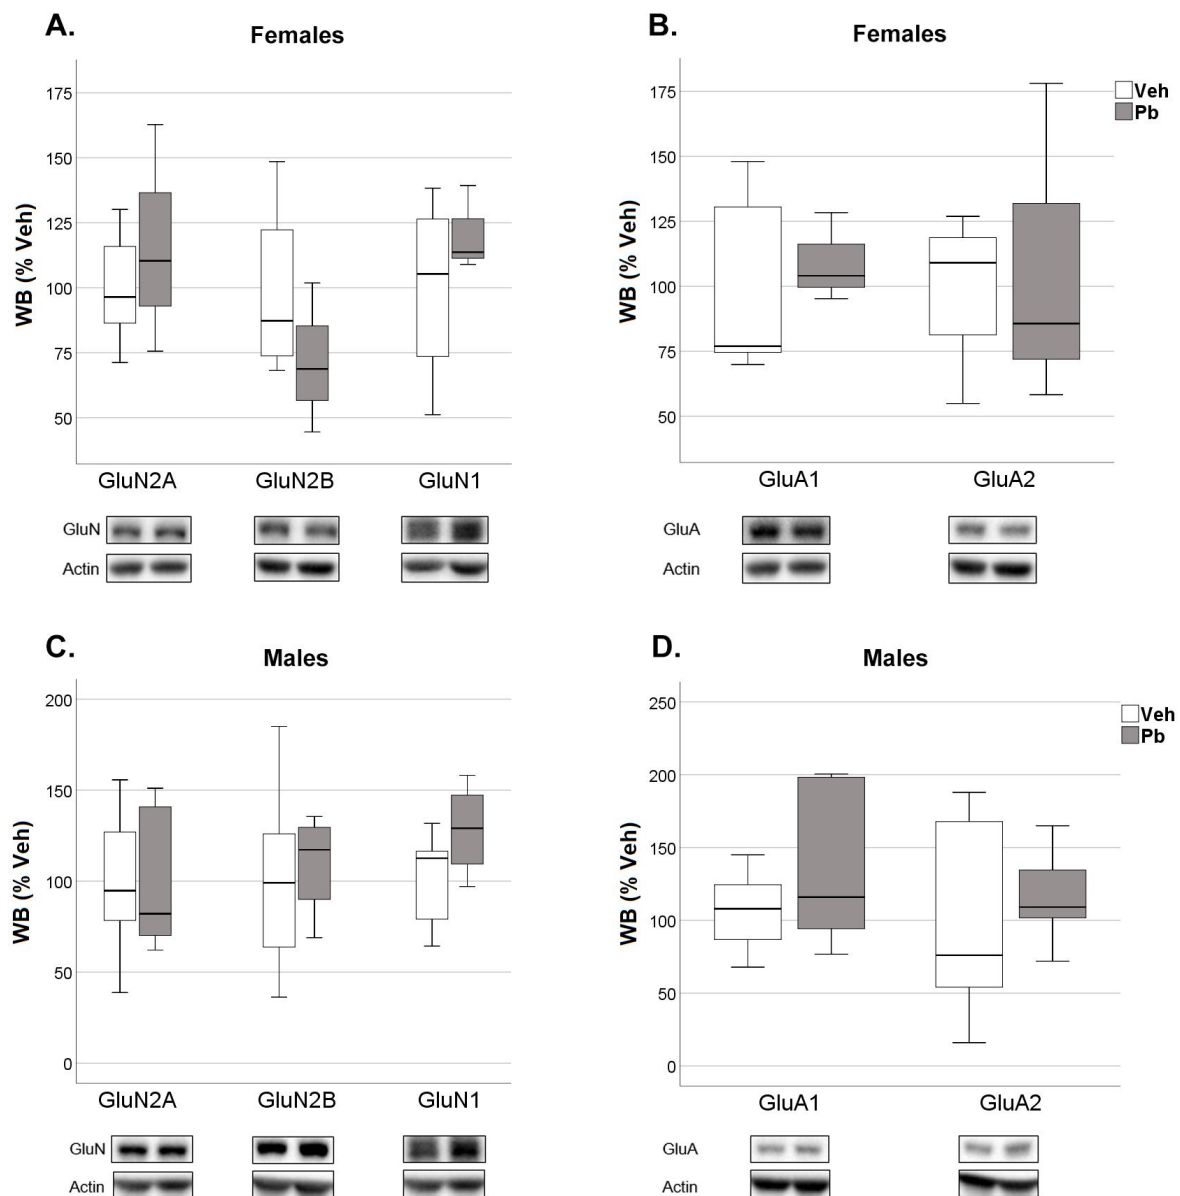 A.
Females
WB (% Veh)
175
150
125
100
75
50
GluN2A GluN2B GluN1
GluN
Actin
B.
Females
WB (% Veh)
175
150
125
100
75
50
Veh
Pb
GluA1 GluA2
GluA
Actin
C.
Males
WB (% Veh)
200
150
100
50
0
GluN2A GluN2B GluN1
GluN
Actin
D.
Males
WB (% Veh)
250
200
150
100
50
0
Veh
Pb
GluA1 GluA2
GluA
Actin